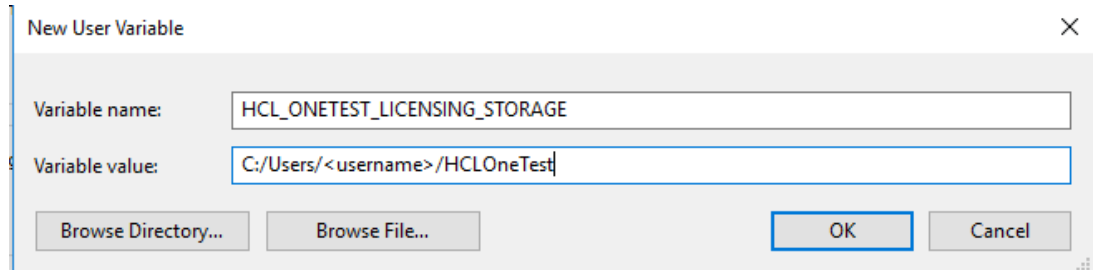 New User Variable
Variable name: HCL_ONETEST_LICENSING_STORAGE
Variable value: C:/Users/<username>/HCLOneTest
Browse Directory... Browse File... OK Cancel